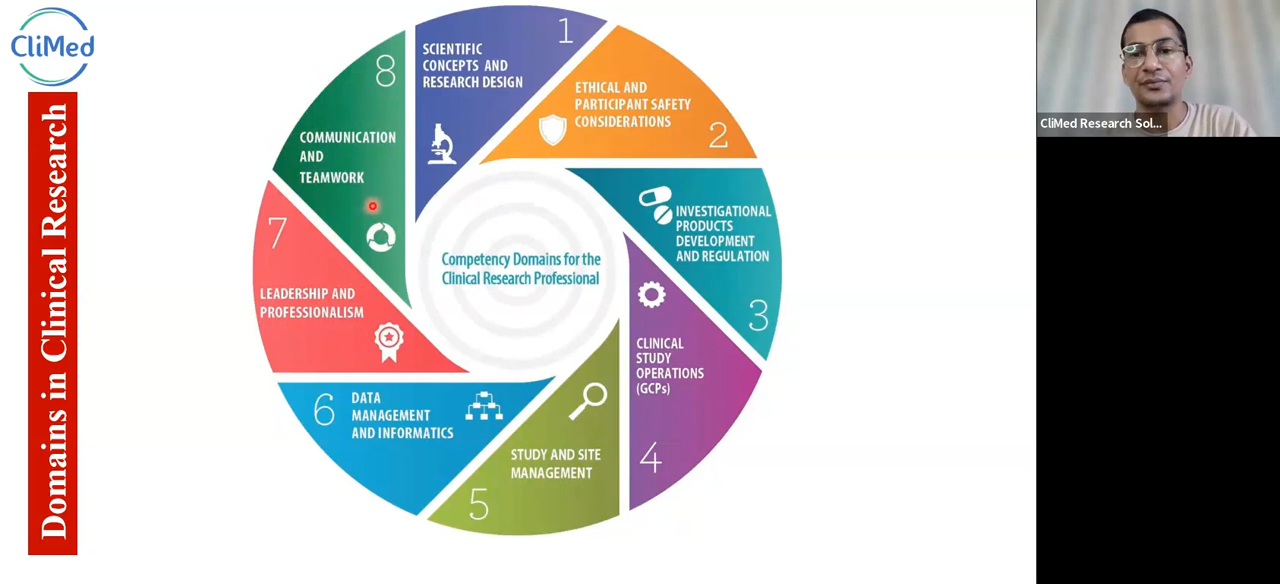 CliMed
Domains in Clinical Research
1
SCIENTIFIC
CONCEPTS AND
RESEARCH DESIGN
ETHICAL AND
PARTICIPANT SAFETY
CONSIDERATIONS
2
INVESTIGATIONAL
PRODUCTS
DEVELOPMENT
AND REGULATION
3
CLINICAL
STUDY
OPERATIONS
(GCPs)
4
STUDY AND SITE
MANAGEMENT
5
6
DATA
MANAGEMENT
AND INFORMATICS
7
LEADERSHIP AND
PROFESSIONALISM
8
COMMUNICATION
AND
TEAMWORK
Competency Domains for the
Clinical Research Professional
CliMed Research Sol...